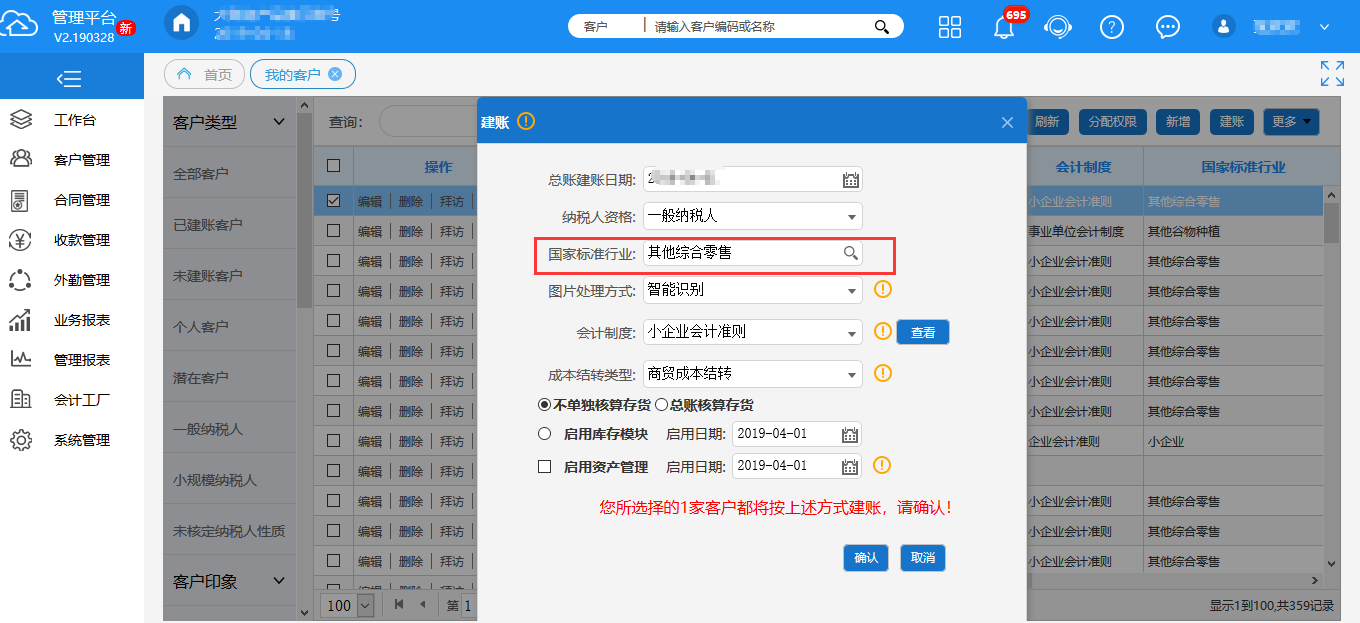 管理平台 新
V2.190328
客户 请输入客户编码或名称
695
首页 我的客户
工作台
客户管理
合同管理
收款管理
外勤管理
业务报表
管理报表
会计工厂
系统管理
客户类型
全部客户
已建账客户
未建账客户
个人客户
潜在客户
一般纳税人
小规模纳税人
未核定纳税人性质
客户印象
查询: 刷新 分配权限 新增 建账 更多
操作 会计制度 国家标准行业
编辑 删除 拜访 小企业会计准则 其他综合零售
编辑 删除 拜访 事业单位会计制度 其他谷物种植
编辑 删除 拜访 小企业会计准则 其他综合零售
编辑 删除 拜访 小企业会计准则 其他综合零售
编辑 删除 拜访 小企业会计准则 其他综合零售
编辑 删除 拜访 小企业会计准则 其他综合零售
编辑 删除 拜访 小企业会计准则 其他综合零售
编辑 删除 拜访 小企业会计准则 其他综合零售
编辑 删除 拜访 企业会计准则 小企业
编辑 删除 拜访
编辑 删除 拜访 小企业会计准则 其他综合零售
编辑 删除 拜访 小企业会计准则 其他综合零售
编辑 删除 拜访 小企业会计准则 其他综合零售
100 第 1 显示1到100,共359记录
建账
总账建账日期:
纳税人资格: 一般纳税人
国家标准行业: 其他综合零售
图片处理方式: 智能识别
会计制度: 小企业会计准则 查看
成本结转类型: 商贸成本结转
不单独核算存货 总账核算存货
启用库存模块 启用日期: 2019-04-01
启用资产管理 启用日期: 2019-04-01
您所选择的1家客户都将按上述方式建账，请确认！
确认 取消